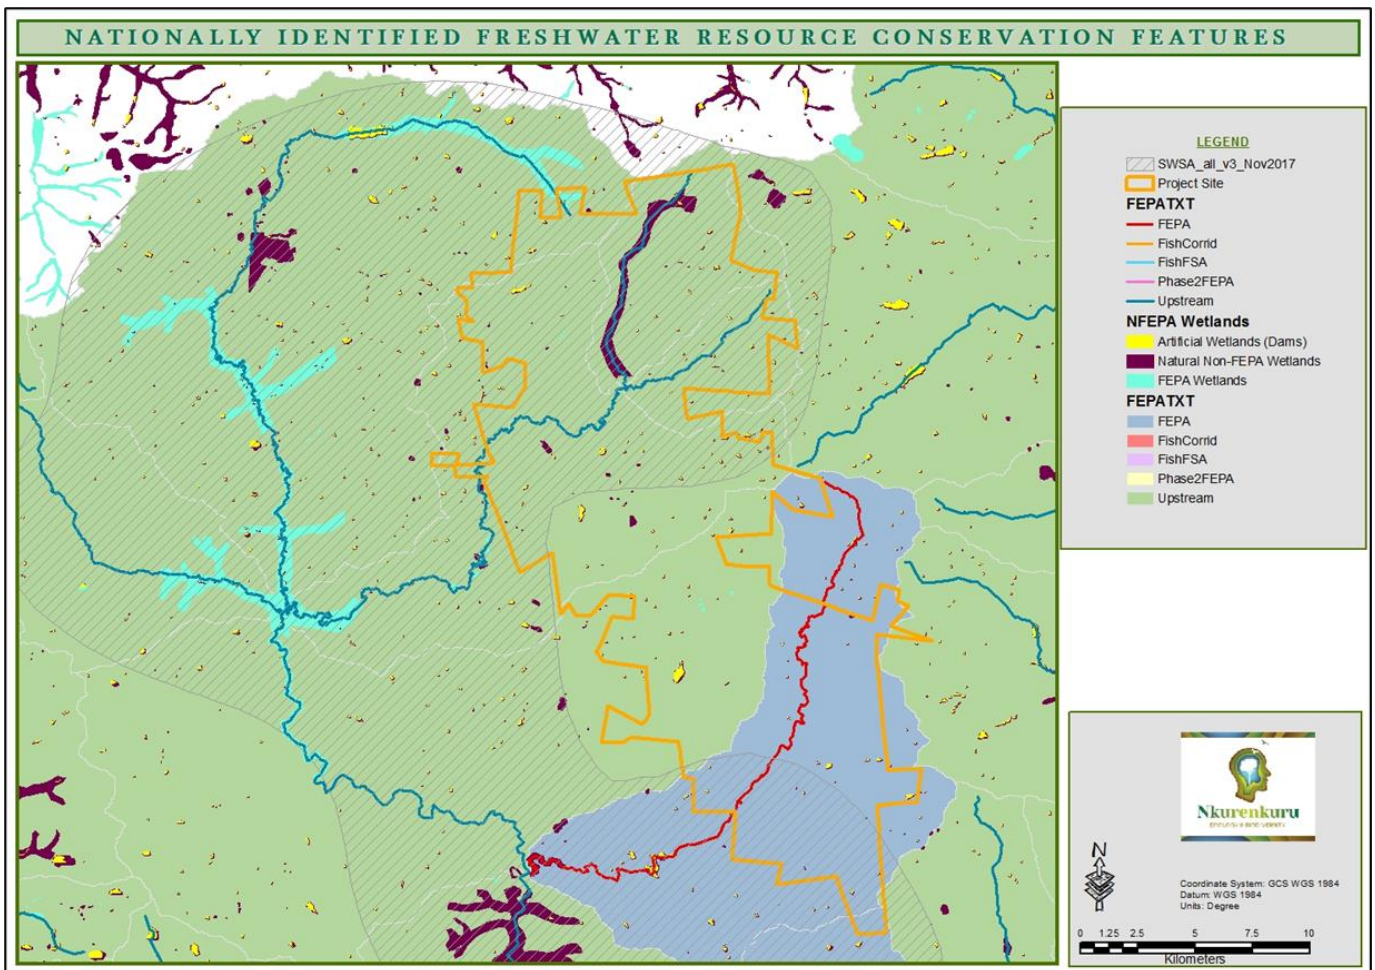 NATIONALLY IDENTIFIED FRESHWATER RESOURCE CONSERVATION FEATURES
LEGEND
SWSA_all_v3_Nov2017
Project Site
FEPATXT
FEPA
FishCorrid
FishFSA
Phase2FEPA
Upstream
NFEPA Wetlands
Artificial Wetlands (Dams)
Natural Non-FEPA Wetlands
FEPA Wetlands
FEPATXT
FEPA
FishCorrid
FishFSA
Phase2FEPA
Upstream
Nkurenkuru
ECOLOGY & BIODIVERSITY
N
Coordinate System: GCS WGS 1984
Datum: WGS 1984
Units: Degree
0 1.25 2.5 5 7.5 10
Kilometers